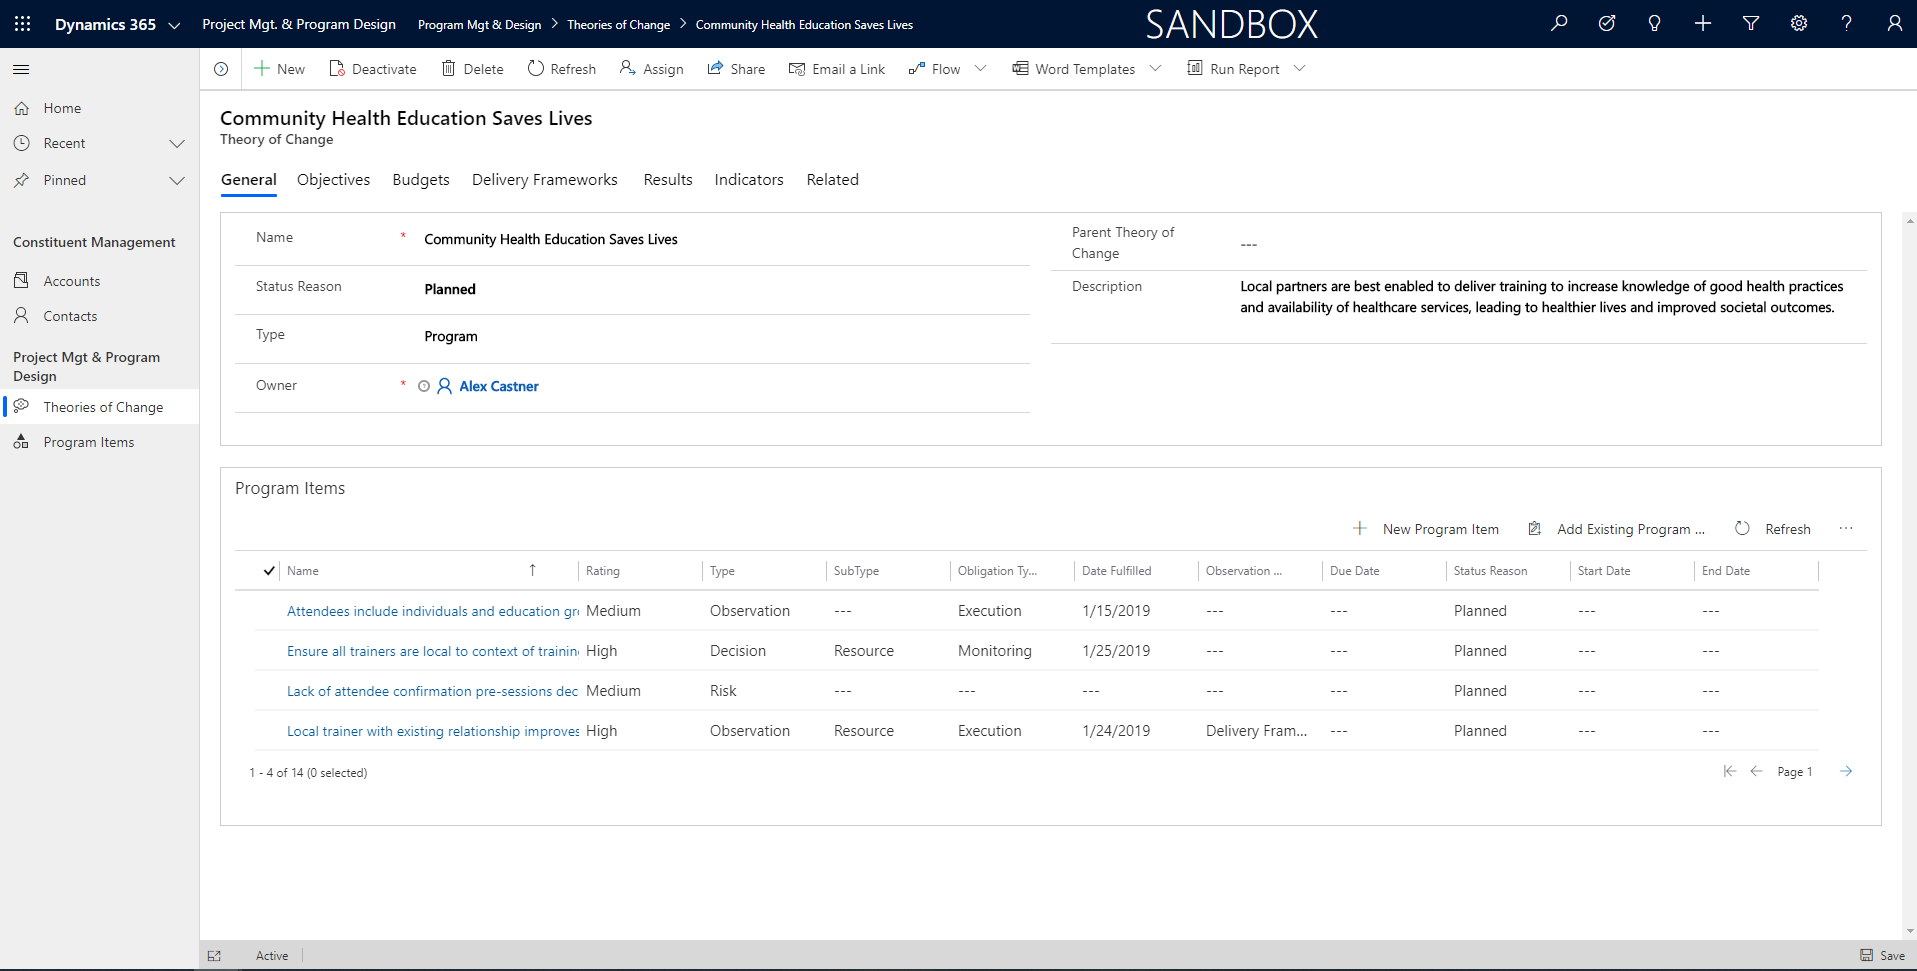 Dynamics 365 Project Mgt. & Program Design Program Mgt & Design > Theories of Change > Community Health Education Saves Lives SANDBOX
New Deactivate Delete Refresh Assign Share Email a Link Flow Word Templates Run Report
Home
Recent
Pinned
Constituent Management
Accounts
Contacts
Project Mgt & Program
Design
Theories of Change
Program Items
Community Health Education Saves Lives
Theory of Change
General Objectives Budgets Delivery Frameworks Results Indicators Related
Name * Community Health Education Saves Lives
Status Reason Planned
Type Program
Owner * Alex Castner
Parent Theory of
Change ---
Description Local partners are best enabled to deliver training to increase knowledge of good health practices
and availability of healthcare services, leading to healthier lives and improved societal outcomes.
Program Items
New Program Item Add Existing Program ... Refresh ...
Name Rating Type SubType Obligation Ty... Date Fulfilled Observation ... Due Date Status Reason Start Date End Date
Attendees include individuals and education Medium Observation --- Execution 1/15/2019 --- --- Planned --- ---
Ensure all trainers are local to context of High Decision Resource Monitoring 1/25/2019 --- --- Planned --- ---
Lack of attendee confirmation pre-sessions dec Medium Risk --- --- --- --- --- Planned --- ---
Local trainer with existing relationship improves High Observation Resource Execution 1/24/2019 Delivery Fram... --- Planned --- ---
1 - 4 of 14 (0 selected) Page 1
Active Save